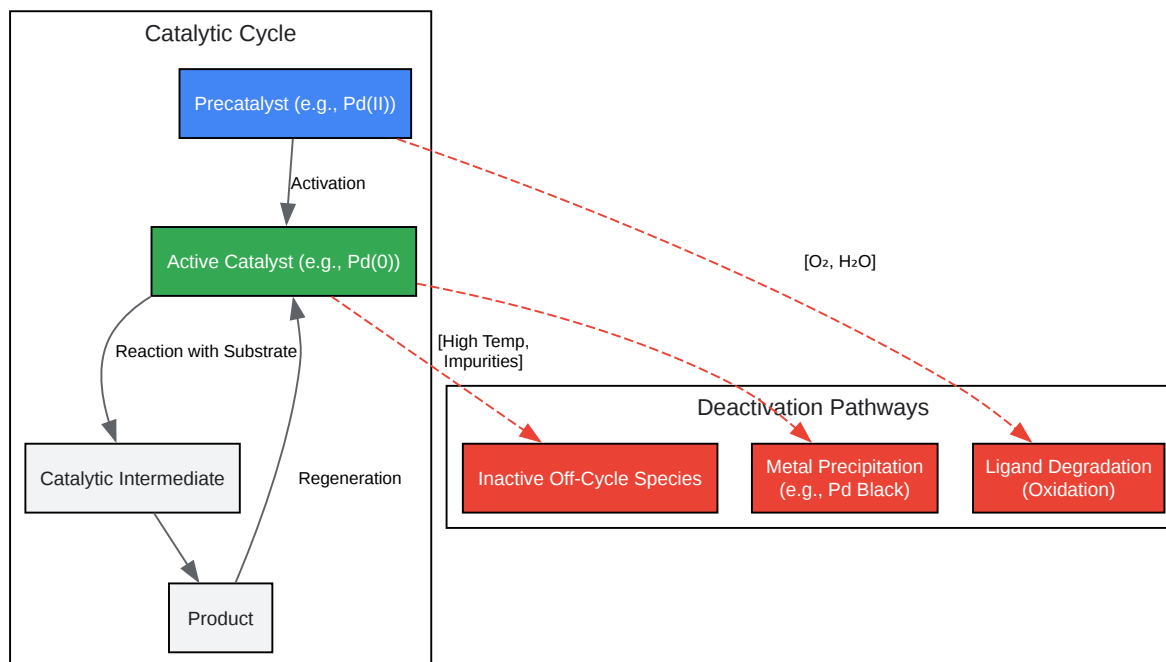 Catalytic Cycle
Precatalyst (e.g., Pd(II))
Activation
Active Catalyst (e.g., Pd(0))
[O₂, H₂O]
Reaction with Substrate
[High Temp,
Impurities]
Deactivation Pathways
Catalytic Intermediate
Regeneration
Inactive Off-Cycle Species
Metal Precipitation
(e.g., Pd Black)
Ligand Degradation
(Oxidation)
Product